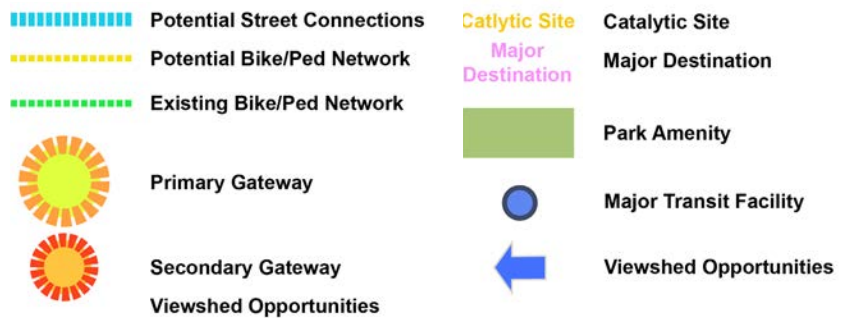 Potential Street Connections
Potential Bike/Ped Network
Existing Bike/Ped Network
Primary Gateway
Secondary Gateway
Viewshed Opportunities
Catlytic Site Catalytic Site
Major
Destination
Major Destination
Park Amenity
Major Transit Facility
Viewshed Opportunities